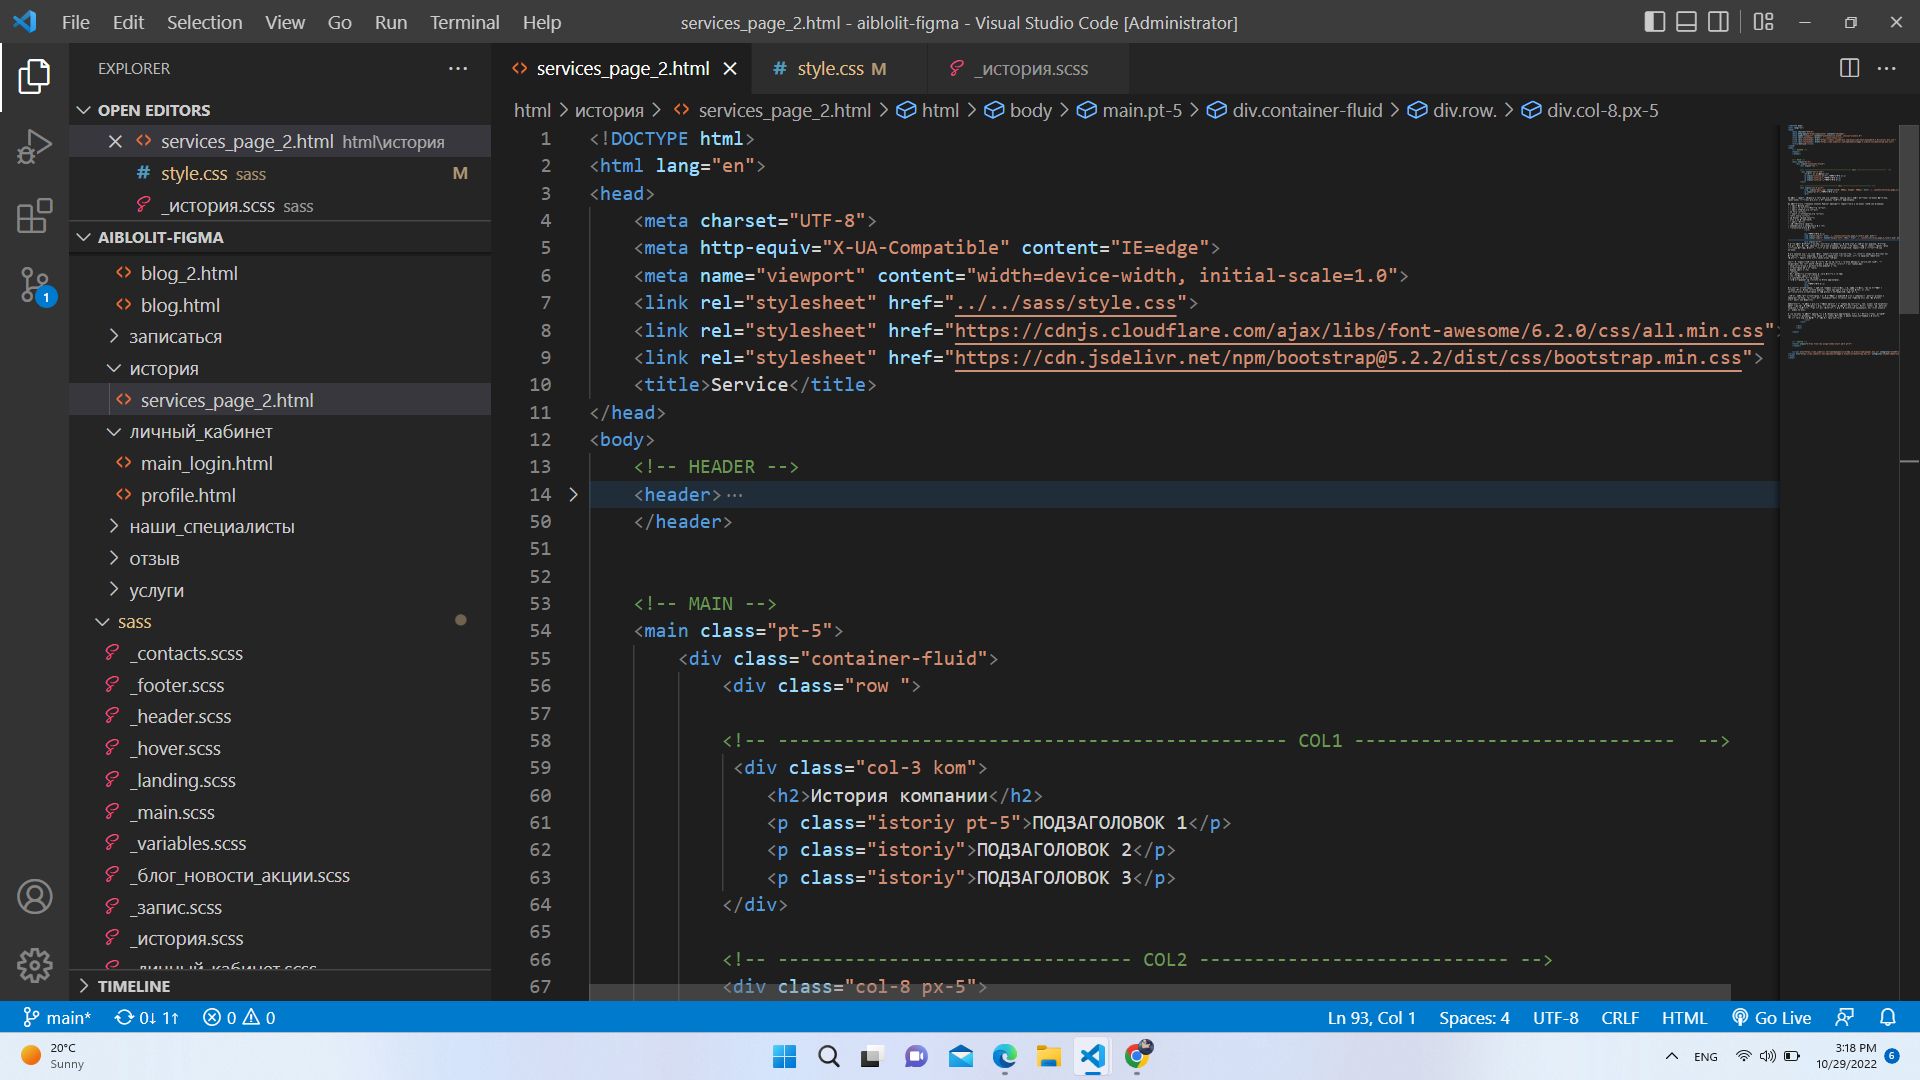 File Edit Selection View Go Run Terminal Help
services_page_2.html - aiblolit-figma - Visual Studio Code [Administrator]
EXPLORER
OPEN EDITORS
services_page_2.html html\история
# style.css sass M
_история.scss sass
AIBLOLIT-FIGMA
blog_2.html
blog.html
записаться
история
services_page_2.html
личный_кабинет
main_login.html
profile.html
наши_специалисты
отзыв
услуги
sass
_contacts.scss
_footer.scss
_header.scss
_hover.scss
_landing.scss
_main.scss
_variables.scss
_блог_новости_акции.scss
_запис.scss
_история.scss
_личный_кабинет.scss
TIMELINE
services_page_2.html
# style.css M
_история.scss
html > история > services_page_2.html > html > body > main.pt-5 > div.container-fluid > div.row. > div.col-8.px-5
1 <!DOCTYPE html>
2 <html lang="en">
3 <head>
4 <meta charset="UTF-8">
5 <meta http-equiv="X-UA-Compatible" content="IE=edge">
6 <meta name="viewport" content="width=device-width, initial-scale=1.0">
7 <link rel="stylesheet" href="../../sass/style.css">
8 <link rel="stylesheet" href="https://cdnjs.cloudflare.com/ajax/libs/font-awesome/6.2.0/css/all.min.css"
9 <link rel="stylesheet" href="https://cdn.jsdelivr.net/npm/bootstrap@5.2.2/dist/css/bootstrap.min.css">
10 <title>Service</title>
11 </head>
12 <body>
13 <!-- HEADER -->
14 <header>···
50 </header>
51
52
53 <!-- MAIN -->
54 <main class="pt-5">
55 <div class="container-fluid">
56 <div class="row ">
57
58 <!-- ---------------------------------------------- COL1 ----------------------------- -->
59 <div class="col-3 kom">
60 <h2>История компании</h2>
61 <p class="istoriy pt-5">ПОДЗАГОЛОВОК 1</p>
62 <p class="istoriy">ПОДЗАГОЛОВОК 2</p>
63 <p class="istoriy">ПОДЗАГОЛОВОК 3</p>
64 </div>
65
66 <!-- -------------------------------- COL2 ---------------------------- -->
67 <div class="col-8 px-5">
main* 0↓ 1↑ 0 0
Ln 93, Col 1 Spaces: 4 UTF-8 CRLF HTML Go Live
20°C
Sunny
ENG
3:18 PM
10/29/2022
6
1